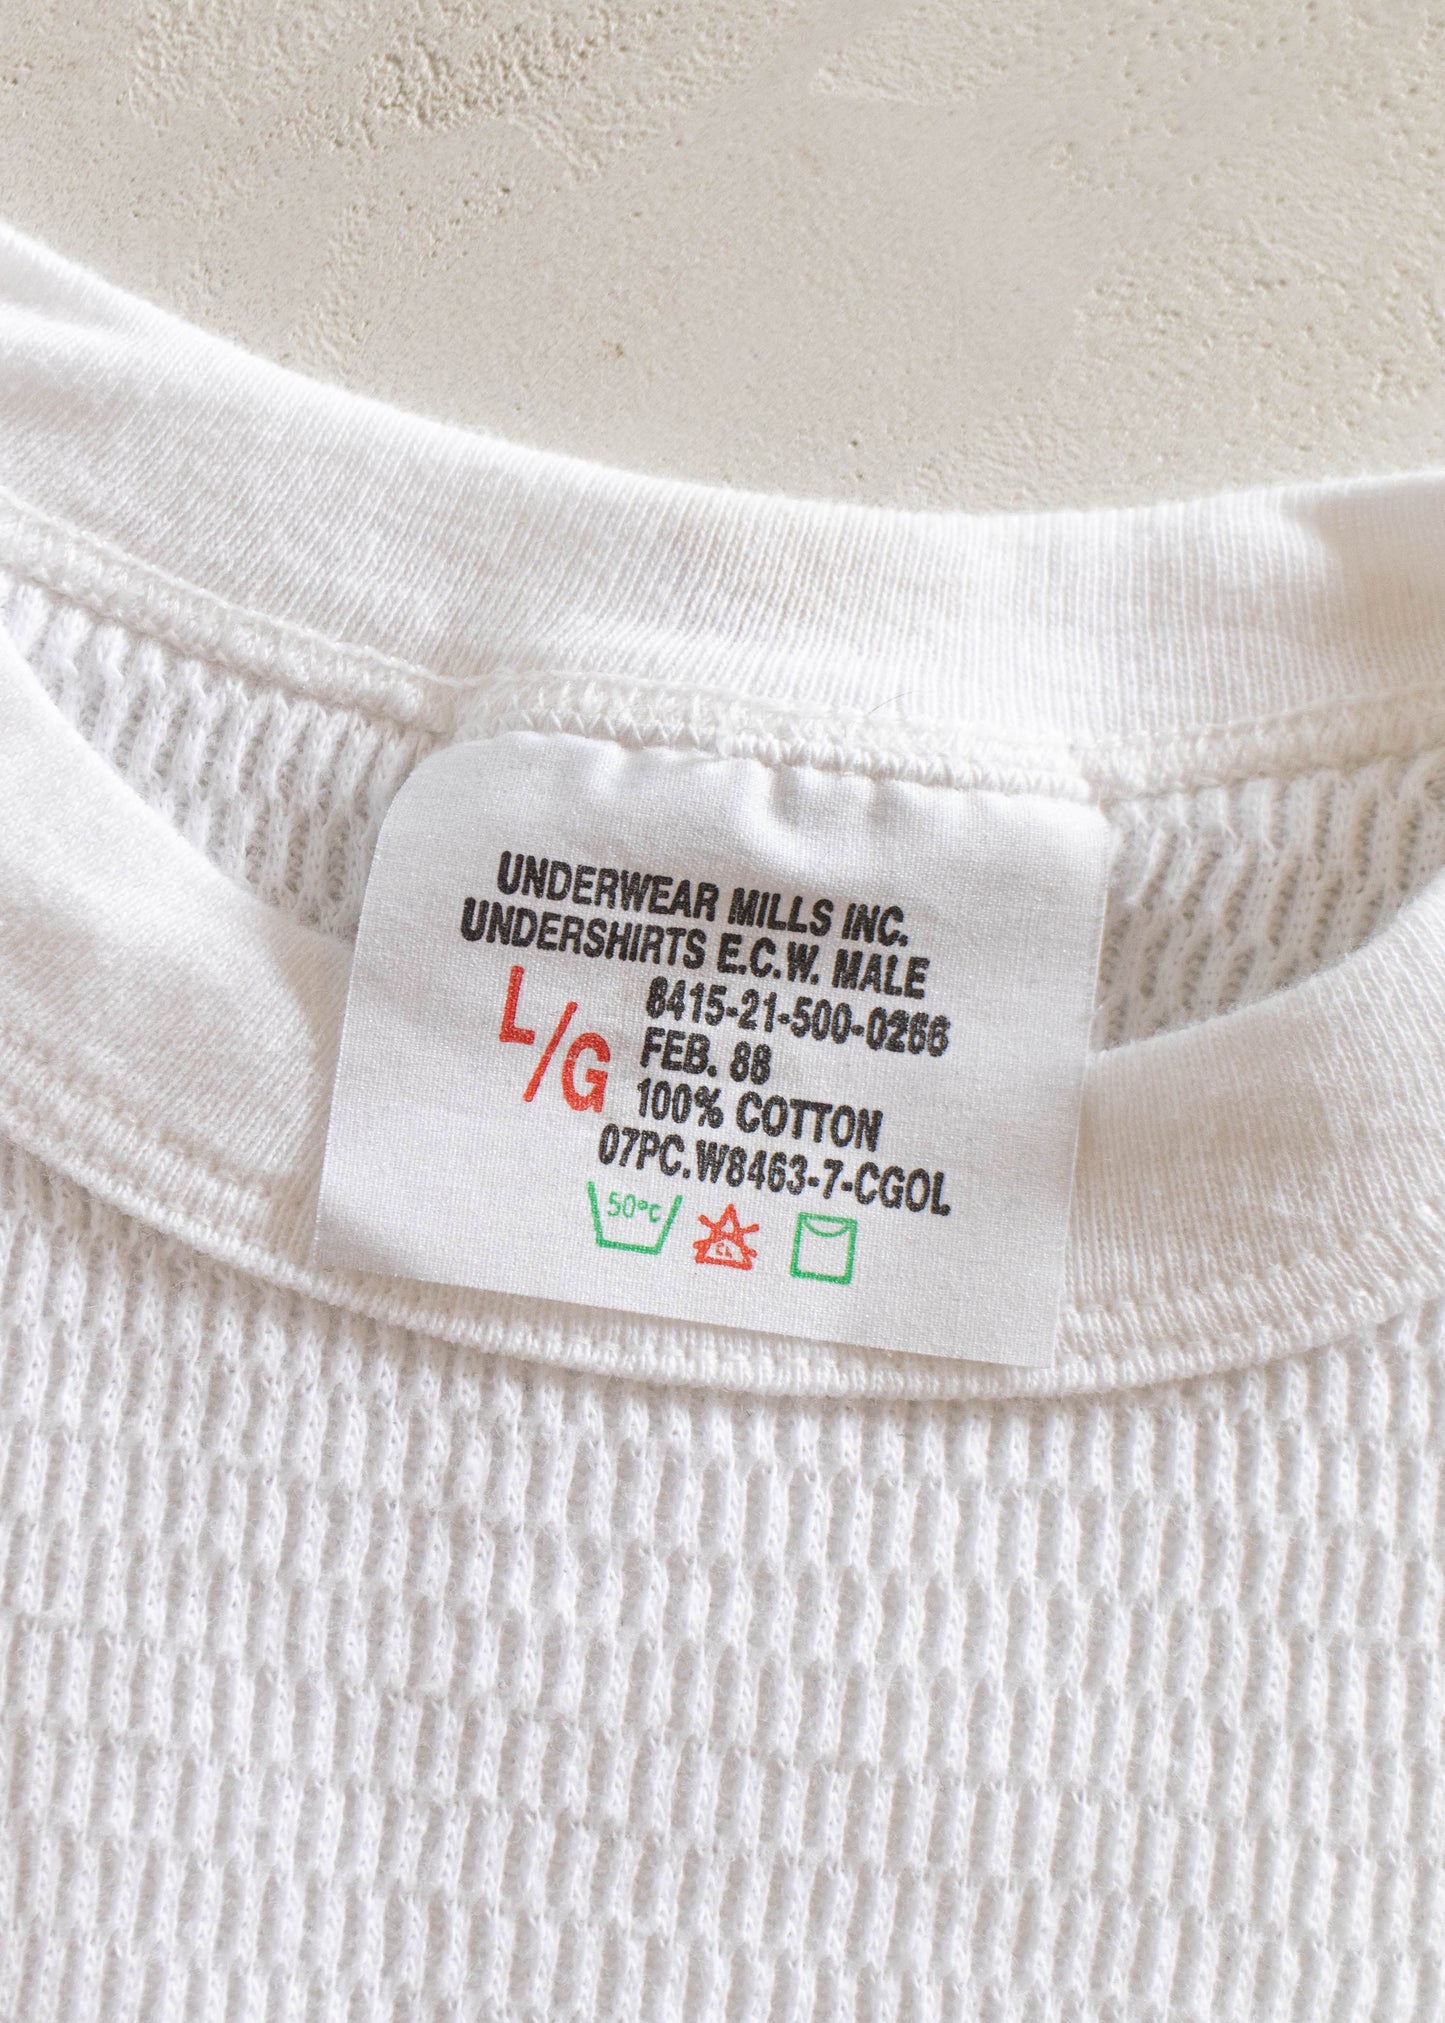 UNDERWEAR MILLS INC.
UNDERSHIRTS E.C.W. MALE
L/G
8415-21-500-0266
FEB. 88
100% COTTON
07PC.W8463-7-CGOL
50°C
CL